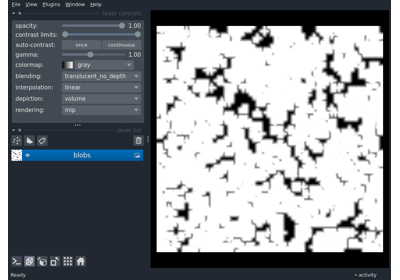 File View Plugins Window Help
layer controls
opacity: 1.00
contrast limits:
auto-contrast: once continuous
gamma: 1.00
colormap: gray
blending: translucent_no_depth
interpolation: linear
depiction: volume
rendering: mip
layer list
blobs
Ready
activity